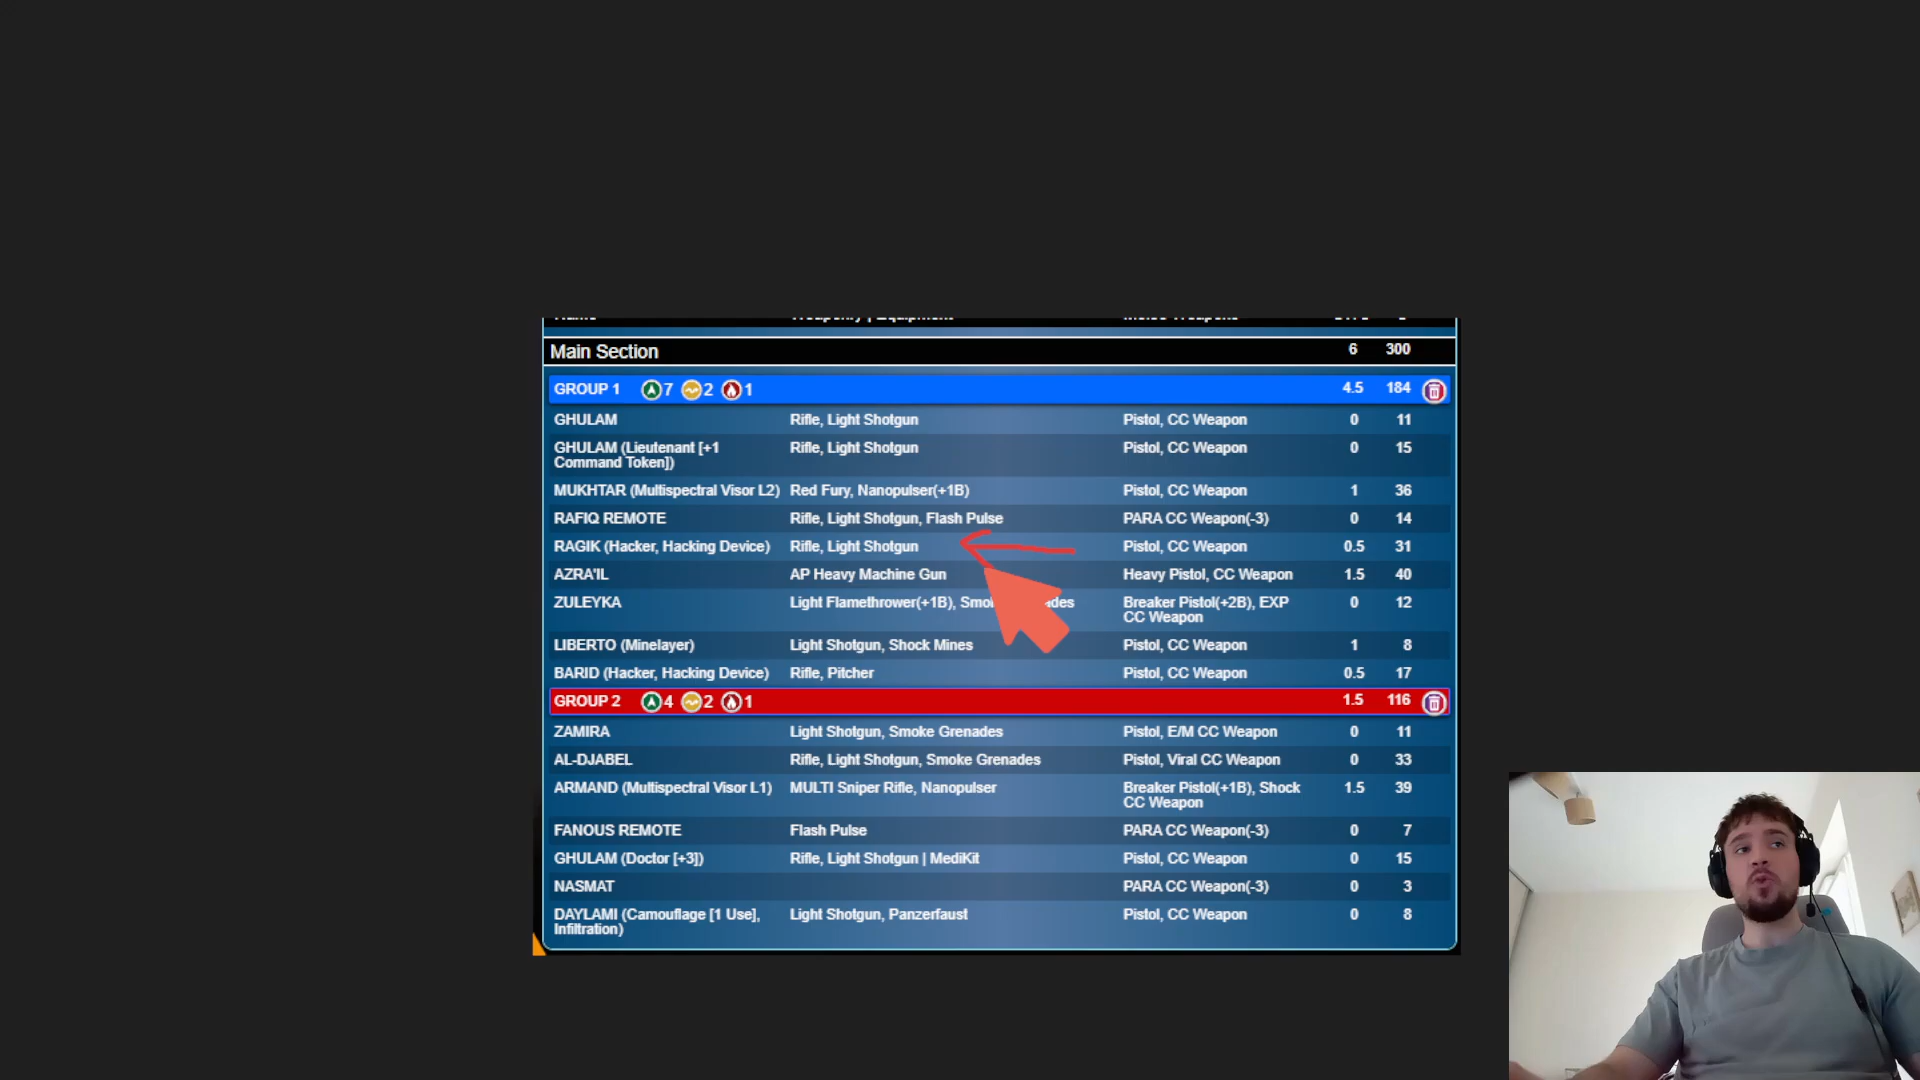 Main Section 6 300
GROUP 1 7 2 1 4.5 184
GHULAM Rifle, Light Shotgun Pistol, CC Weapon 0 11
GHULAM (Lieutenant [+1 Command Token]) Rifle, Light Shotgun Pistol, CC Weapon 0 15
MUKHTAR (Multispectral Visor L2) Red Fury, Nanopulser(+1B) Pistol, CC Weapon 1 36
RAFIQ REMOTE Rifle, Light Shotgun, Flash Pulse PARA CC Weapon(-3) 0 14
RAGIK (Hacker, Hacking Device) Rifle, Light Shotgun Pistol, CC Weapon 0.5 31
AZRA'IL AP Heavy Machine Gun Heavy Pistol, CC Weapon 1.5 40
ZULEYKA Light Flamethrower(+1B), Breaker Pistol(+2B), EXP CC Weapon 0 12
LIBERTO (Minelayer) Light Shotgun, Shock Mines Pistol, CC Weapon 1 8
BARID (Hacker, Hacking Device) Rifle, Pitcher Pistol, CC Weapon 0.5 17
GROUP 2 4 2 1 1.5 116
ZAMIRA Light Shotgun, Smoke Grenades Pistol, E/M CC Weapon 0 11
AL-DJABEL Rifle, Light Shotgun, Smoke Grenades Pistol, Viral CC Weapon 0 33
ARMAND (Multispectral Visor L1) MULTI Sniper Rifle, Nanopulser Breaker Pistol(+1B), Shock CC Weapon 1.5 39
FANOUS REMOTE Flash Pulse PARA CC Weapon(-3) 0 7
GHULAM (Doctor [+3]) Rifle, Light Shotgun | MediKit Pistol, CC Weapon 0 15
NASMAT PARA CC Weapon(-3) 0 3
DAYLAMI (Camouflage [1 Use], Infiltration) Light Shotgun, Panzerfaust Pistol, CC Weapon 0 8